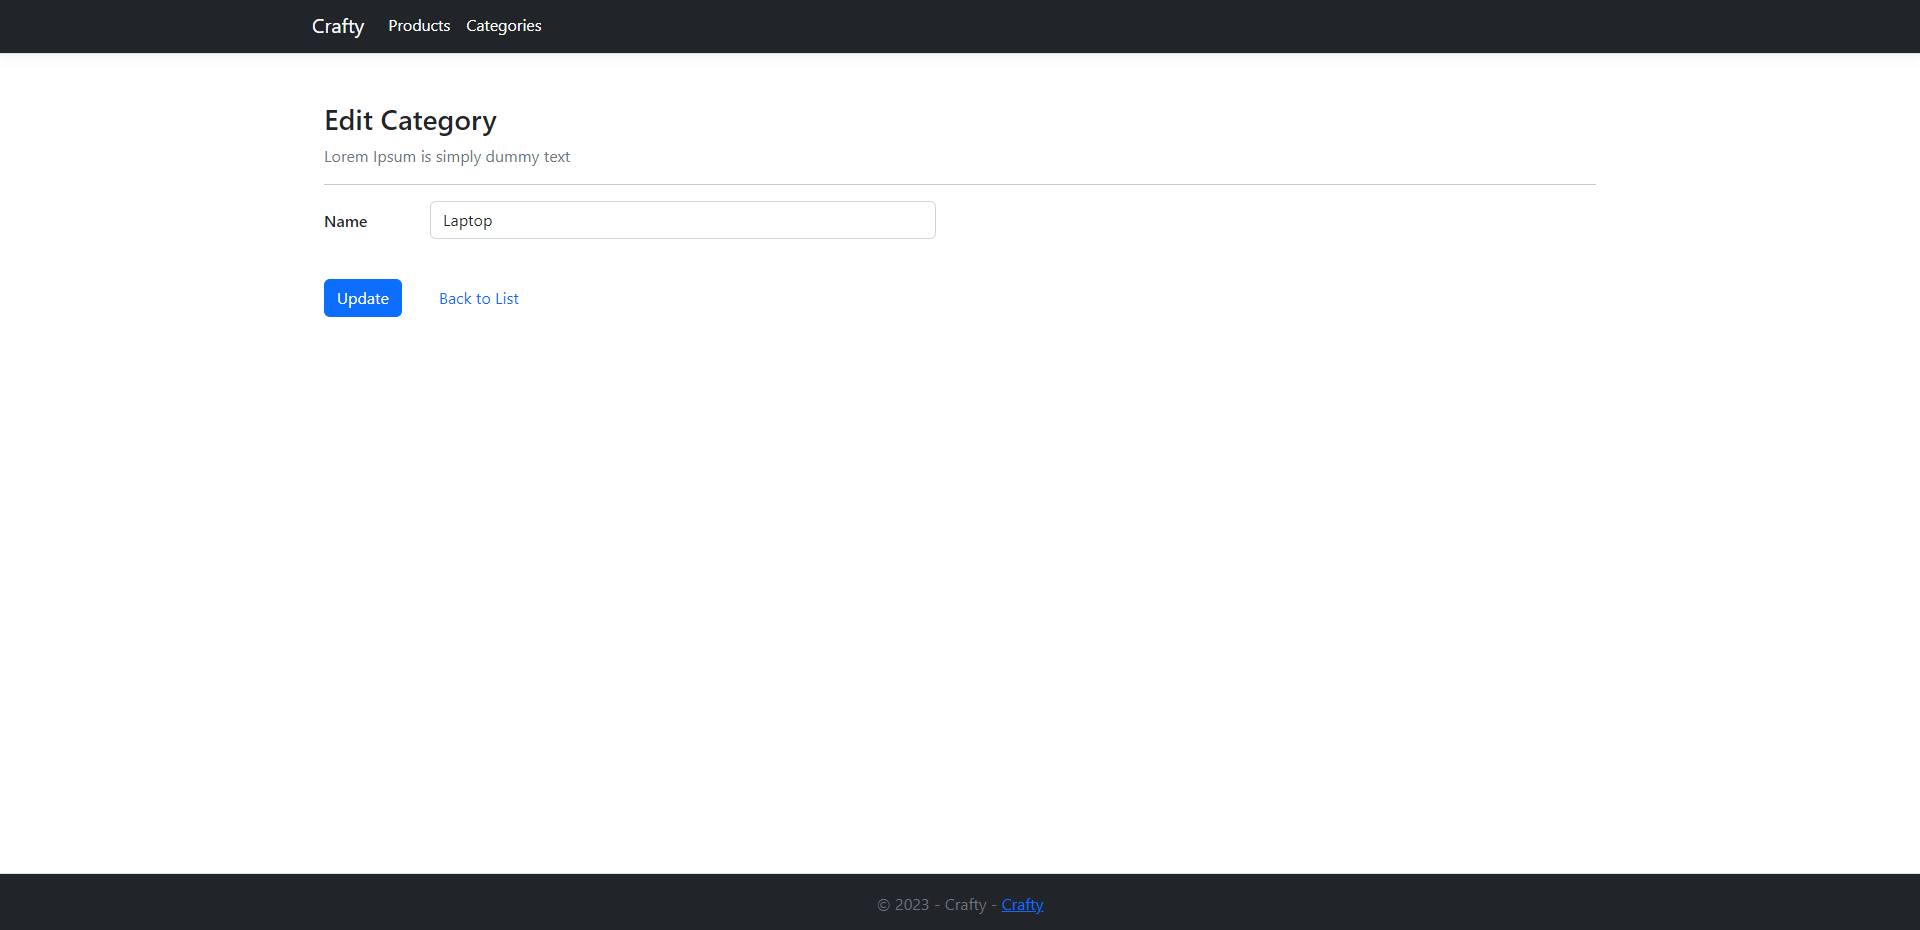 Crafty Products Categories
Edit Category
Lorem Ipsum is simply dummy text
Name Laptop
Update Back to List
© 2023 - Crafty - Crafty